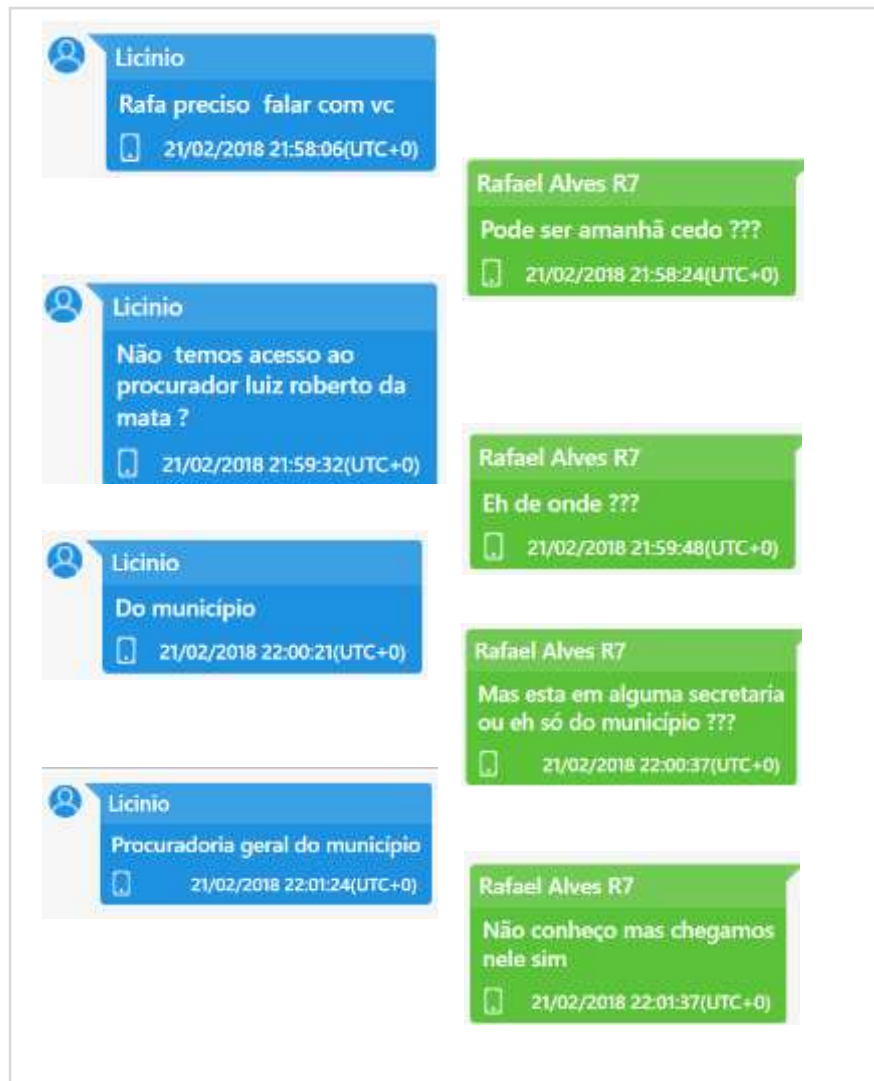 Licinio
Rafa preciso  falar com vc
21/02/2018 21:58:06(UTC+0)
Rafael Alves R7
Pode ser amanhã cedo ???
21/02/2018 21:58:24(UTC+0)
Licinio
Não  temos acesso ao
procurador luiz roberto da
mata ?
21/02/2018 21:59:32(UTC+0)
Rafael Alves R7
Eh de onde ???
21/02/2018 21:59:48(UTC+0)
Licinio
Do município
21/02/2018 22:00:21(UTC+0)
Rafael Alves R7
Mas esta em alguma secretaria
ou eh só do município ???
21/02/2018 22:00:37(UTC+0)
Licinio
Procuradoria geral do município
21/02/2018 22:01:24(UTC+0)
Rafael Alves R7
Não conheço mas chegamos
nele sim
21/02/2018 22:01:37(UTC+0)